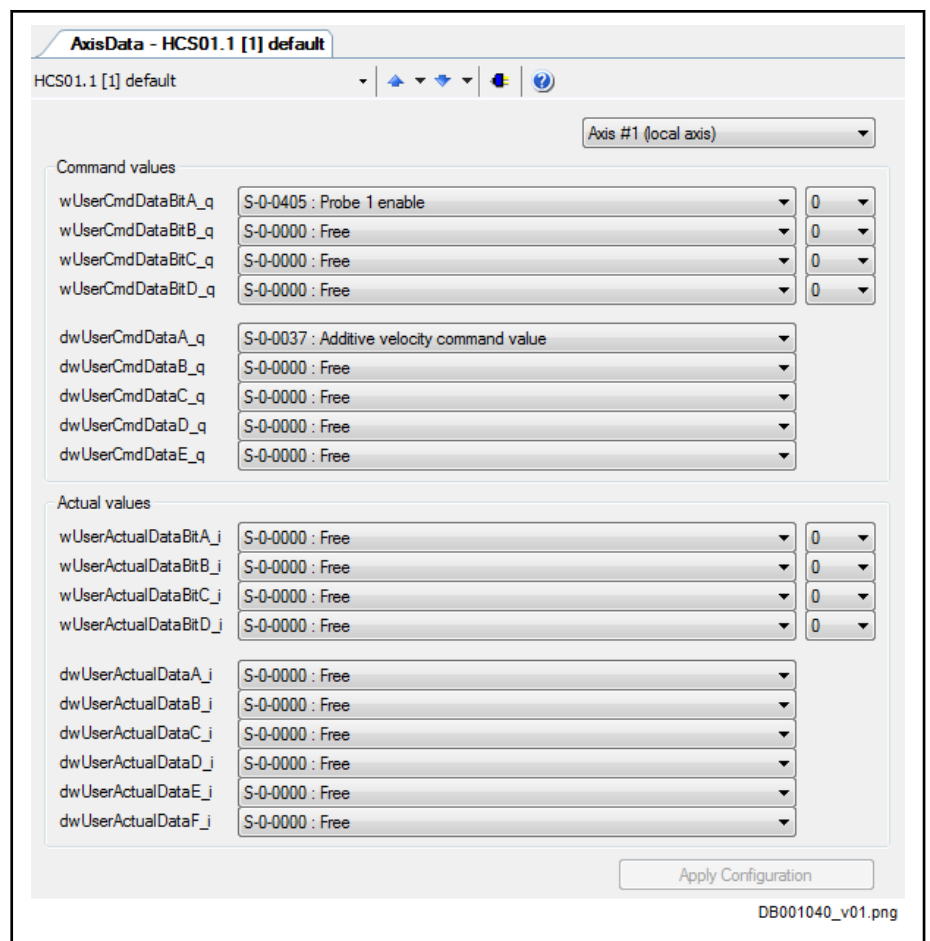 AxisData - HCS01.1 [1] default
HCS01.1 [1] default
Axis #1 (local axis)
Command values
wUserCmdDataBitA_q S-0-0405 : Probe 1 enable 0
wUserCmdDataBitB_q S-0-0000 : Free 0
wUserCmdDataBitC_q S-0-0000 : Free 0
wUserCmdDataBitD_q S-0-0000 : Free 0
dwUserCmdDataA_q S-0-0037 : Additive velocity command value
dwUserCmdDataB_q S-0-0000 : Free
dwUserCmdDataC_q S-0-0000 : Free
dwUserCmdDataD_q S-0-0000 : Free
dwUserCmdDataE_q S-0-0000 : Free
Actual values
wUserActualDataBitA_i S-0-0000 : Free 0
wUserActualDataBitB_i S-0-0000 : Free 0
wUserActualDataBitC_i S-0-0000 : Free 0
wUserActualDataBitD_i S-0-0000 : Free 0
dwUserActualDataA_i S-0-0000 : Free
dwUserActualDataB_i S-0-0000 : Free
dwUserActualDataC_i S-0-0000 : Free
dwUserActualDataD_i S-0-0000 : Free
dwUserActualDataE_i S-0-0000 : Free
dwUserActualDataF_i S-0-0000 : Free
Apply Configuration
DB001040_v01.png